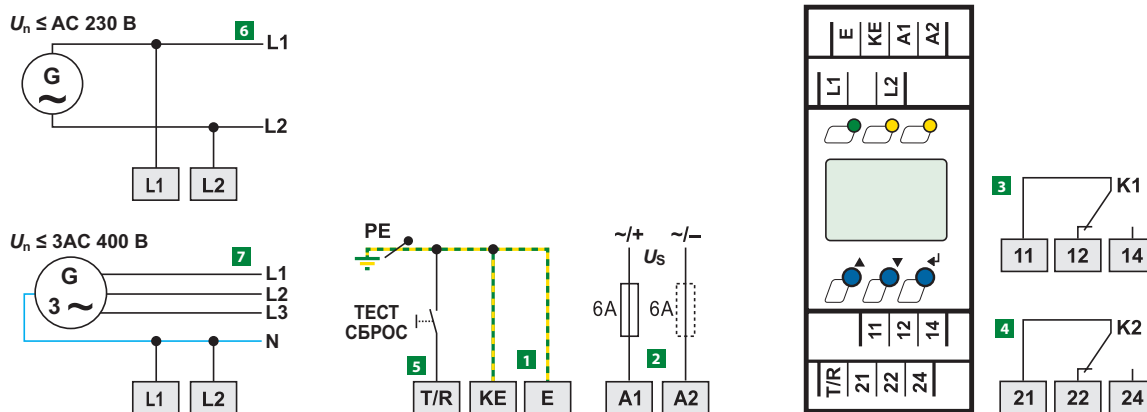 Un ≤ AC 230 В
6
L1
G
~
L2
L1 L2
Un ≤ 3AC 400 В
7
G
3 ~
L1
L2
L3
N
L1 L2
PE
ТЕСТ
СБРОС
5
1
T/R KE E
~/+ ~/–
US
6A 6A
2
A1 A2
E KE A1 A2
L1 L2
11 12 14
T/R 21 22 24
3
K1
11 12 14
4
K2
21 22 24